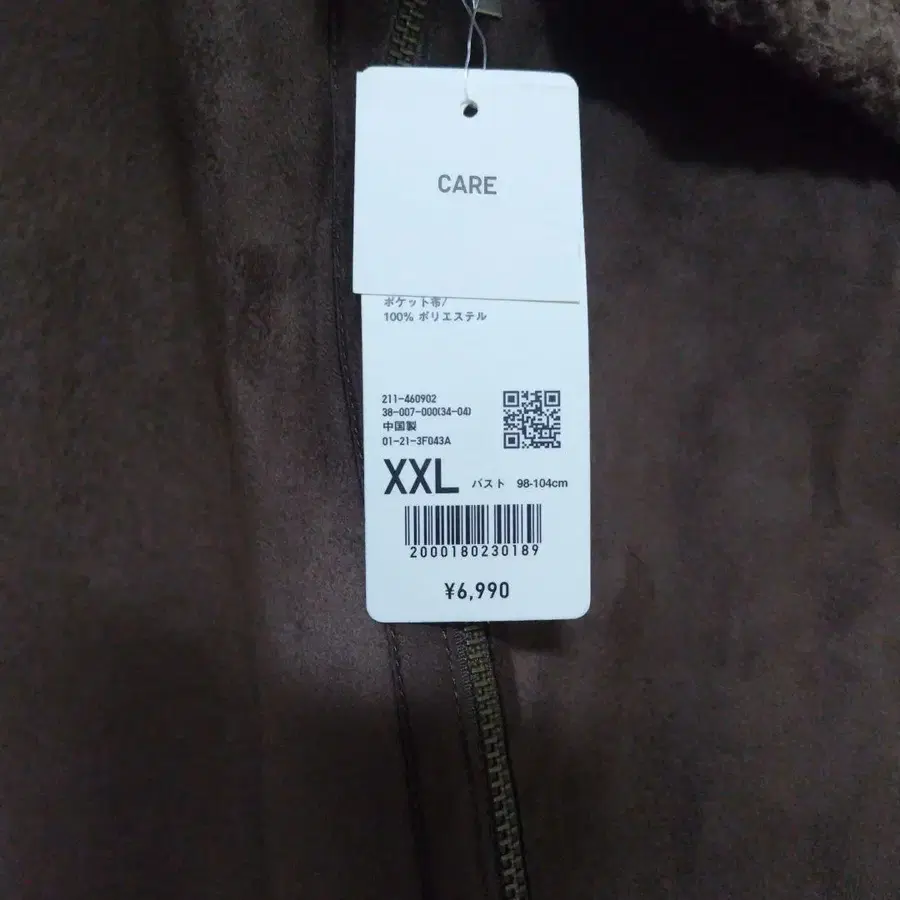 CARE
ポケット布/
100% ポリエステル
211-460902
38-007-000(34-04)
中国製
01-21-3F043A
XXL バスト 98-104cm
2000180230189
¥6,990